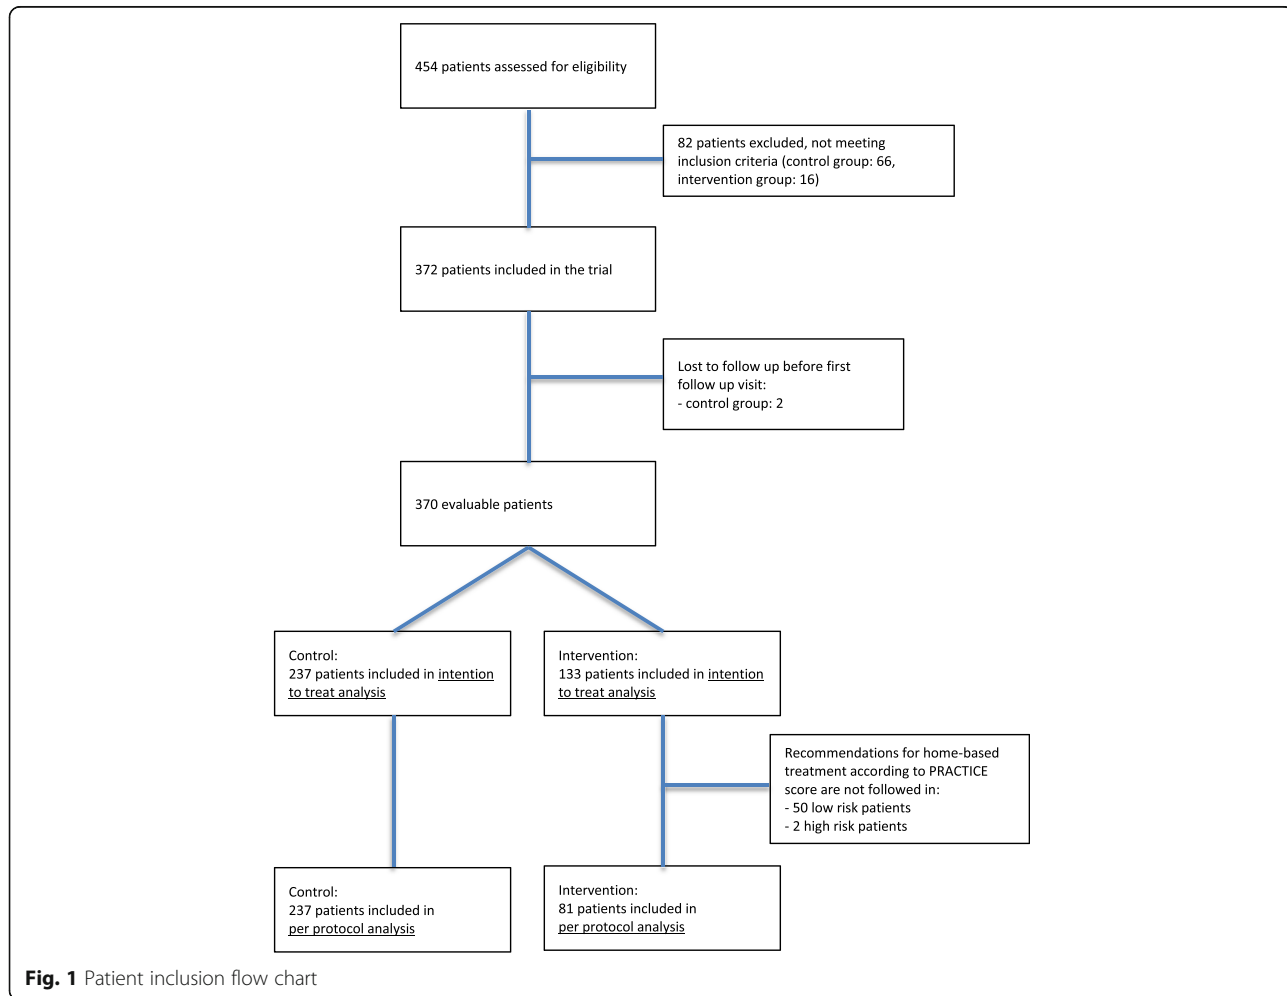 454 patients assessed for eligibility
82 patients excluded, not meeting
inclusion criteria (control group: 66,
intervention group: 16)
372 patients included in the trial
Lost to follow up before first
follow up visit:
- control group: 2
370 evaluable patients
Control:
237 patients included in intention
to treat analysis
Intervention:
133 patients included in intention
to treat analysis
Recommendations for home-based
treatment according to PRACTICE
score are not followed in:
- 50 low risk patients
- 2 high risk patients
Control:
237 patients included in
per protocol analysis
Intervention:
81 patients included in
per protocol analysis
Fig. 1 Patient inclusion flow chart